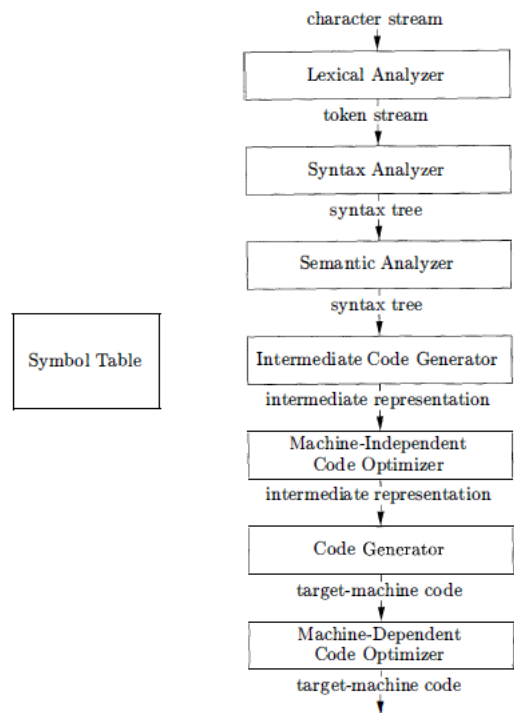 character stream
Lexical Analyzer
token stream
Syntax Analyzer
syntax tree
Semantic Analyzer
syntax tree
Symbol Table
Intermediate Code Generator
intermediate representation
Machine-Independent
Code Optimizer
intermediate representation
Code Generator
target-machine code
Machine-Dependent
Code Optimizer
target-machine code